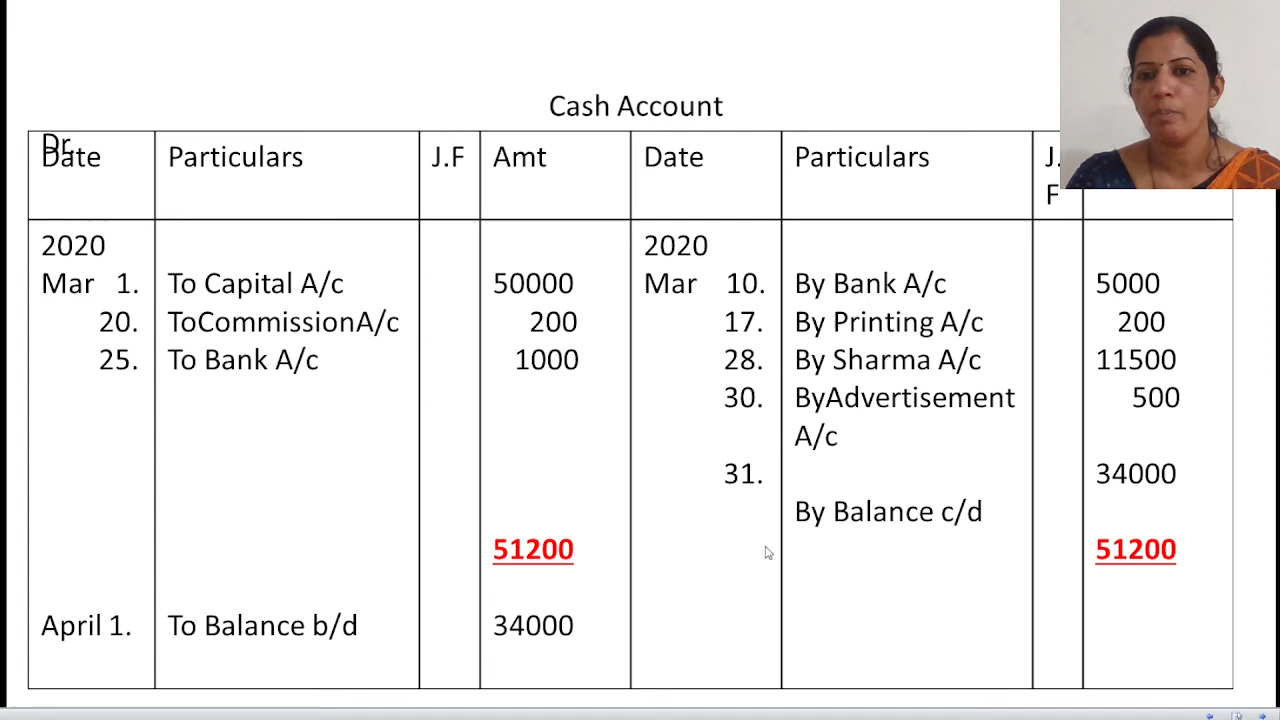 Cash Account
Dr.
Date Particulars J.F Amt Date Particulars J.
F
2020 2020
Mar 1. To Capital A/c 50000 Mar 10. By Bank A/c 5000
20. ToCommissionA/c 200 17. By Printing A/c 200
25. To Bank A/c 1000 28. By Sharma A/c 11500
30. ByAdvertisement 500
A/c
31. 34000
By Balance c/d
51200 51200
April 1. To Balance b/d 34000